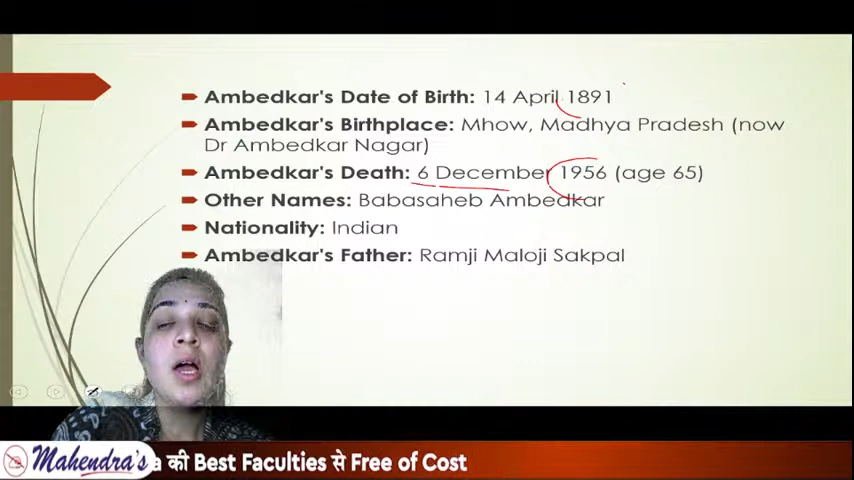 Ambedkar's Date of Birth: 14 April 1891
Ambedkar's Birthplace: Mhow, Madhya Pradesh (now
Dr Ambedkar Nagar)
Ambedkar's Death: 6 December 1956 (age 65)
Other Names: Babasaheb Ambedkar
Nationality: Indian
Ambedkar's Father: Ramji Maloji Sakpal
Mahendra's की Best Faculties से Free of Cost